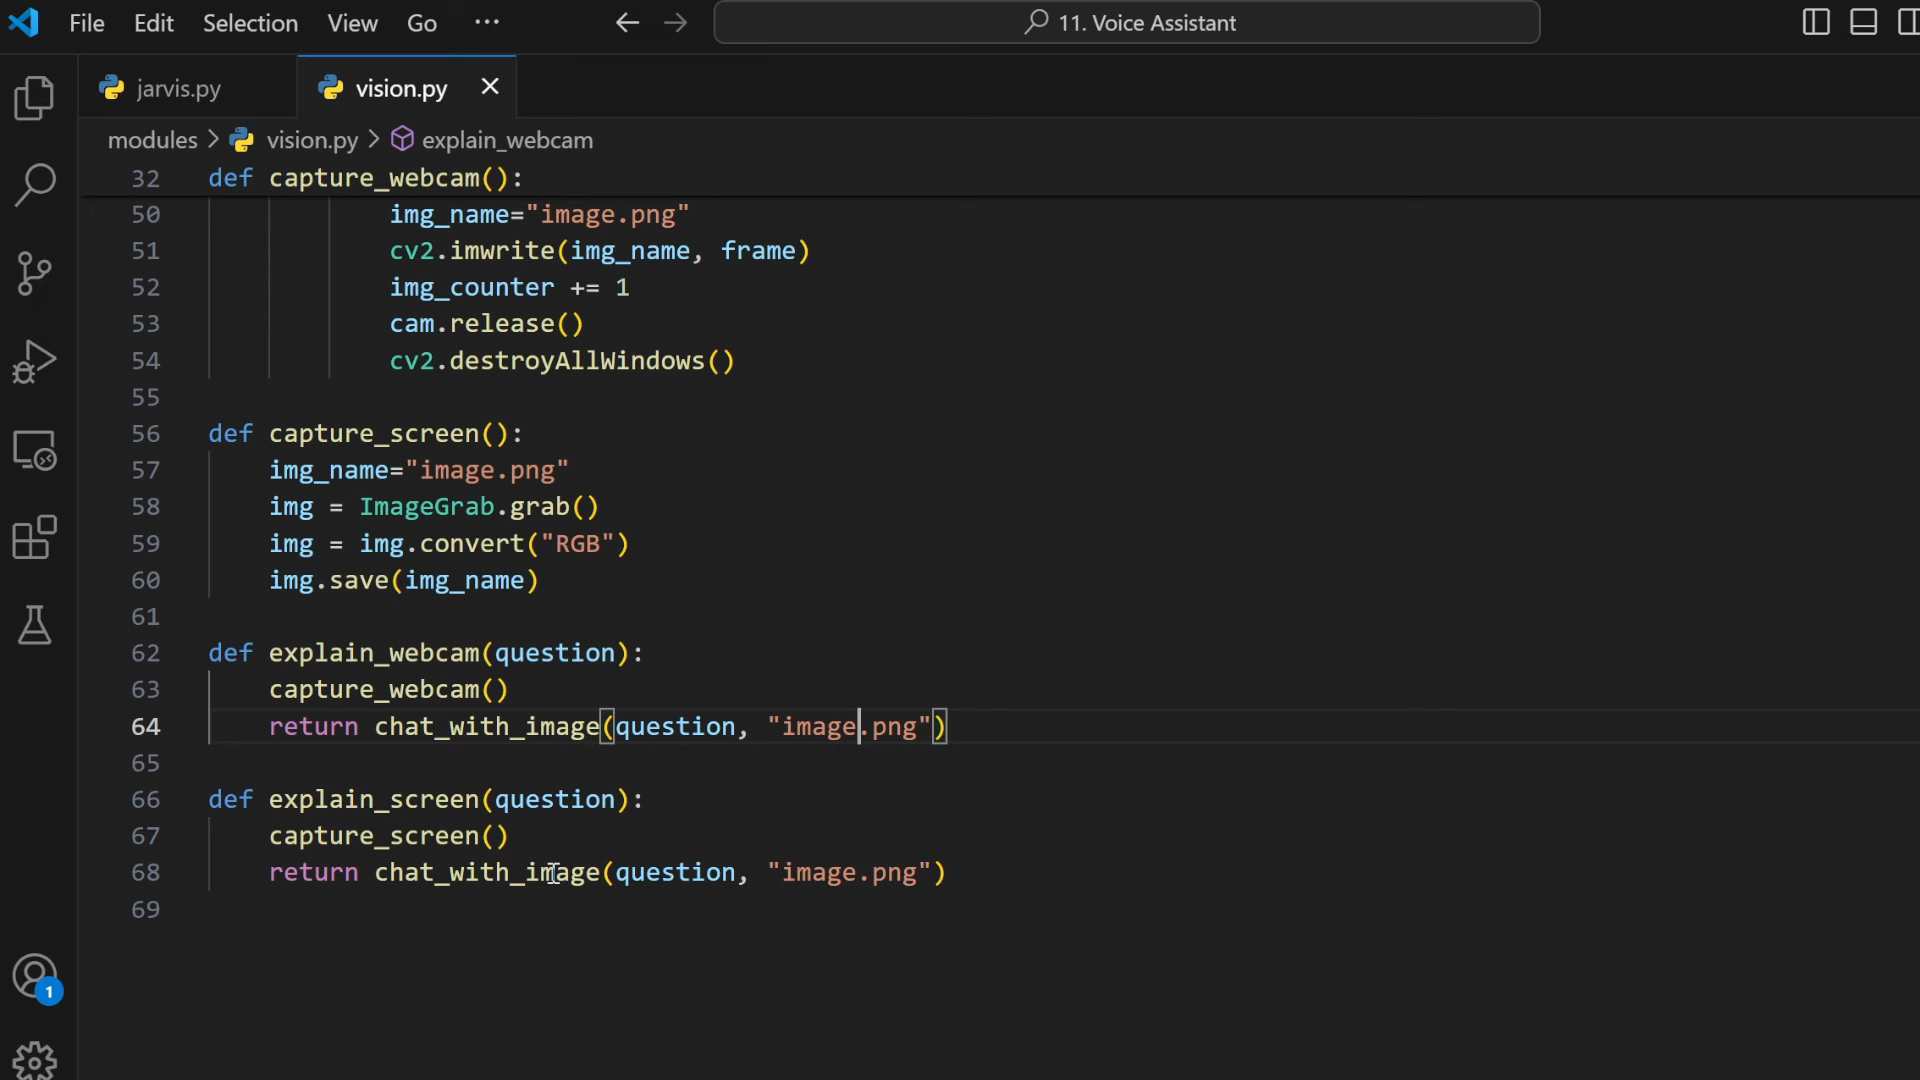 File Edit Selection View Go ··· 11. Voice Assistant
jarvis.py vision.py
modules > vision.py > explain_webcam
32 def capture_webcam():
50 img_name="image.png"
51 cv2.imwrite(img_name, frame)
52 img_counter += 1
53 cam.release()
54 cv2.destroyAllWindows()
55
56 def capture_screen():
57 img_name="image.png"
58 img = ImageGrab.grab()
59 img = img.convert("RGB")
60 img.save(img_name)
61
62 def explain_webcam(question):
63 capture_webcam()
64 return chat_with_image(question, "image.png")
65
66 def explain_screen(question):
67 capture_screen()
68 return chat_with_image(question, "image.png")
69
1